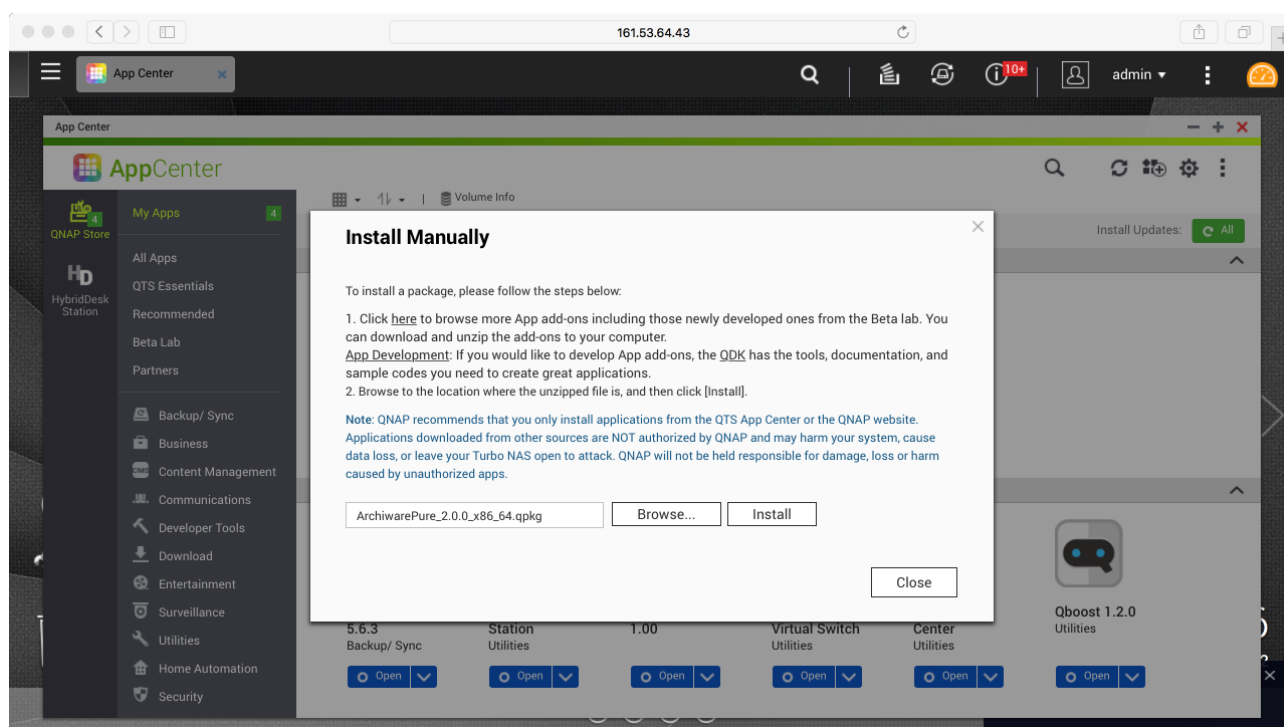 161.53.64.43
App Center
10+
admin
App Center
AppCenter
Volume Info
4
QNAP Store
HD
HybridDesk
Station
My Apps 4
All Apps
QTS Essentials
Recommended
Beta Lab
Partners
Backup/ Sync
Business
Content Management
Communications
Developer Tools
Download
Entertainment
Surveillance
Utilities
Home Automation
Security
Install Updates: All
Install Manually
To install a package, please follow the steps below:
1. Click here to browse more App add-ons including those newly developed ones from the Beta lab. You
can download and unzip the add-ons to your computer.
App Development: If you would like to develop App add-ons, the QDK has the tools, documentation, and
sample codes you need to create great applications.
2. Browse to the location where the unzipped file is, and then click [Install].
Note: QNAP recommends that you only install applications from the QTS App Center or the QNAP website.
Applications downloaded from other sources are NOT authorized by QNAP and may harm your system, cause
data loss, or leave your Turbo NAS open to attack. QNAP will not be held responsible for damage, loss or harm
caused by unauthorized apps.
ArchiwarePure_2.0.0_x86_64.qpkg Browse... Install
Close
5.6.3 Station 1.00 Virtual Switch Center Qboost 1.2.0
Backup/ Sync Utilities Utilities Utilities Utilities
Open Open Open Open Open Open